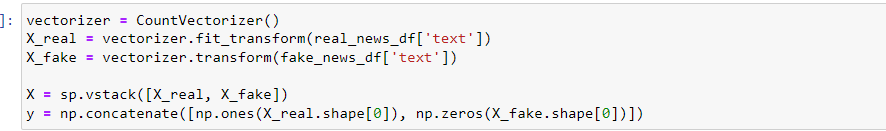 ]:
vectorizer = CountVectorizer()
X_real = vectorizer.fit_transform(real_news_df['text'])
X_fake = vectorizer.transform(fake_news_df['text'])
X = sp.vstack([X_real, X_fake])
y = np.concatenate([np.ones(X_real.shape[0]), np.zeros(X_fake.shape[0])])